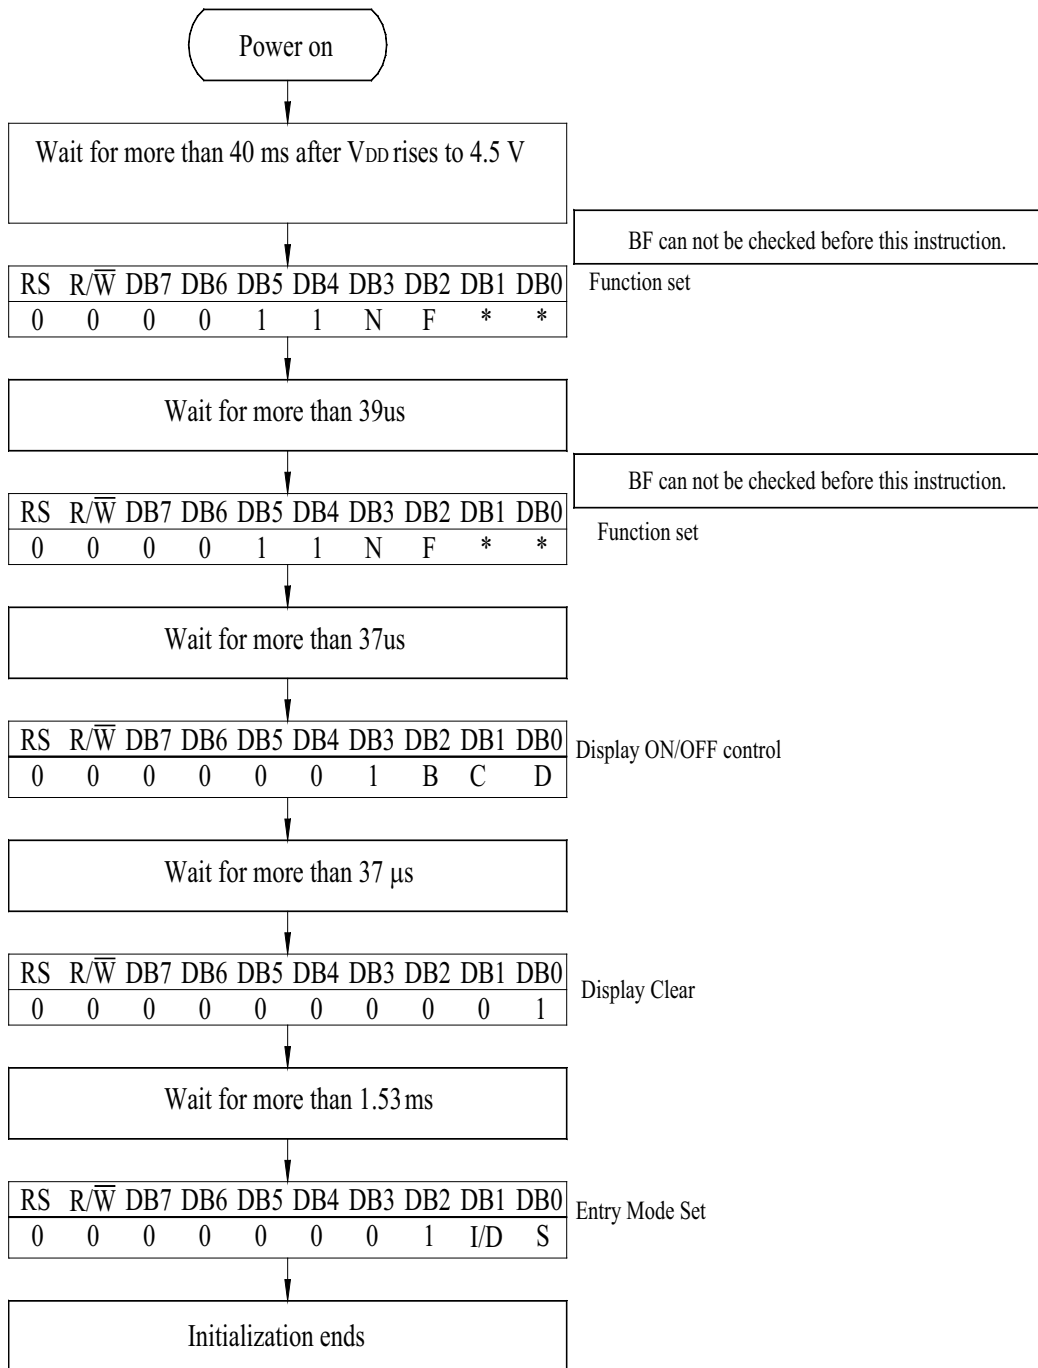 Power on
Wait for more than 40 ms after VDD rises to 4.5 V
BF can not be checked before this instruction.
RS R/W̅ DB7 DB6 DB5 DB4 DB3 DB2 DB1 DB0
Function set
0 0 0 0 1 1 N F * *
Wait for more than 39us
BF can not be checked before this instruction.
RS R/W̅ DB7 DB6 DB5 DB4 DB3 DB2 DB1 DB0
Function set
0 0 0 0 1 1 N F * *
Wait for more than 37us
RS R/W̅ DB7 DB6 DB5 DB4 DB3 DB2 DB1 DB0
Display ON/OFF control
0 0 0 0 0 0 1 B C D
Wait for more than 37 μs
RS R/W̅ DB7 DB6 DB5 DB4 DB3 DB2 DB1 DB0
Display Clear
0 0 0 0 0 0 0 0 0 1
Wait for more than 1.53 ms
RS R/W̅ DB7 DB6 DB5 DB4 DB3 DB2 DB1 DB0
Entry Mode Set
0 0 0 0 0 0 0 1 I/D S
Initialization ends